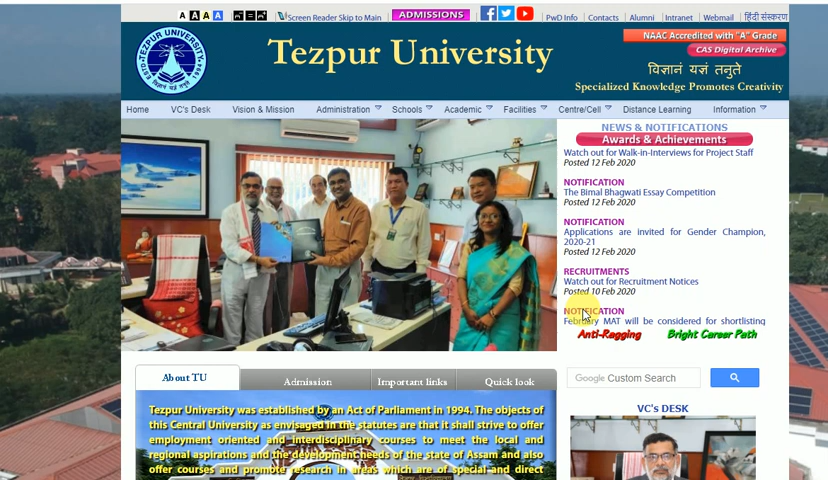 A A A A
Screen Reader Skip to Main
ADMISSIONS
PwD Info | Contacts | Alumni | Intranet | Webmail | हिंदी संस्करण
TEZPUR UNIVERSITY
Tezpur University
NAAC Accredited with "A" Grade
CAS Digital Archive
विज्ञानं यज्ञं तनुते
Specialized Knowledge Promotes Creativity
Home VC's Desk Vision & Mission Administration Schools Academic Facilities Centre/Cell Distance Learning Information
NEWS & NOTIFICATIONS
Awards & Achievements
Watch out for Walk-in-Interviews for Project Staff
Posted 12 Feb 2020
NOTIFICATION
The Bimal Bhagwati Essay Competition
Posted 12 Feb 2020
NOTIFICATION
Applications are invited for Gender Champion,
2020-21
Posted 12 Feb 2020
RECRUITMENTS
Watch out for Recruitment Notices
Posted 10 Feb 2020
NOTIFICATION
February MAT will be considered for shortlisting
Anti-Ragging Bright Career Path
About TU Admission Important links Quick look
Google Custom Search
VC's DESK
Tezpur University was established by an Act of Parliament in 1994. The objects of
this Central University as envisaged in the statutes are that it shall strive to offer
employment oriented and interdisciplinary courses to meet the local and
regional aspirations and the development needs of the state of Assam and also
offer courses and promote research in areas which are of special and direct